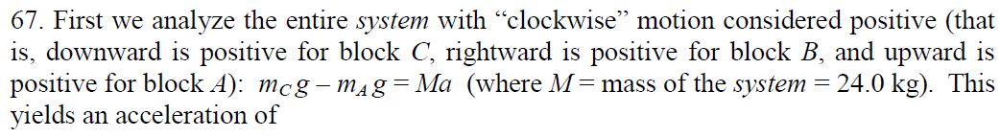 67. First we analyze the entire system with “clockwise” motion considered positive (that
is, downward is positive for block C, rightward is positive for block B, and upward is
positive for block A): m_C g – m_A g = Ma (where M = mass of the system = 24.0 kg). This
yields an acceleration of